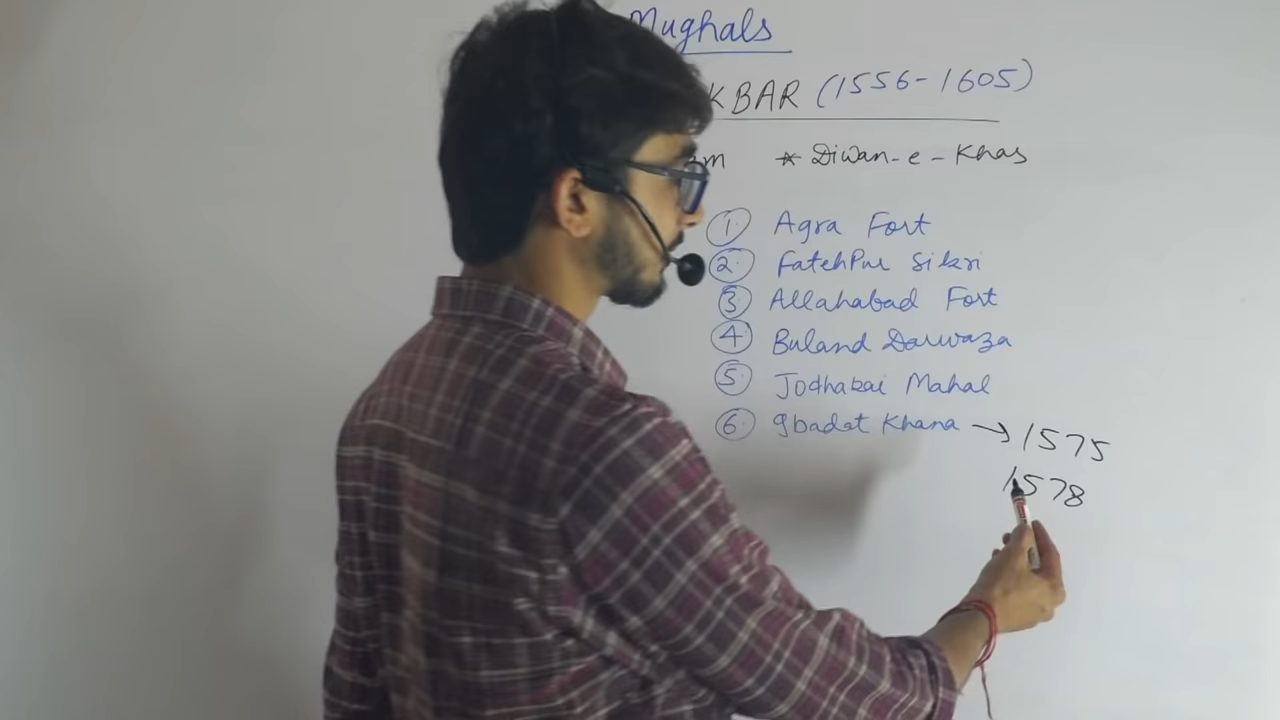 Mughals
KBAR (1556-1605)
* Diwan-e-Khas
1. Agra Fort
2. FatehPur Sikri
3 Allahabad Fort
4. Buland Darwaza
5. Jodhabai Mahal
6. Ibadat Khana → 1575
1578